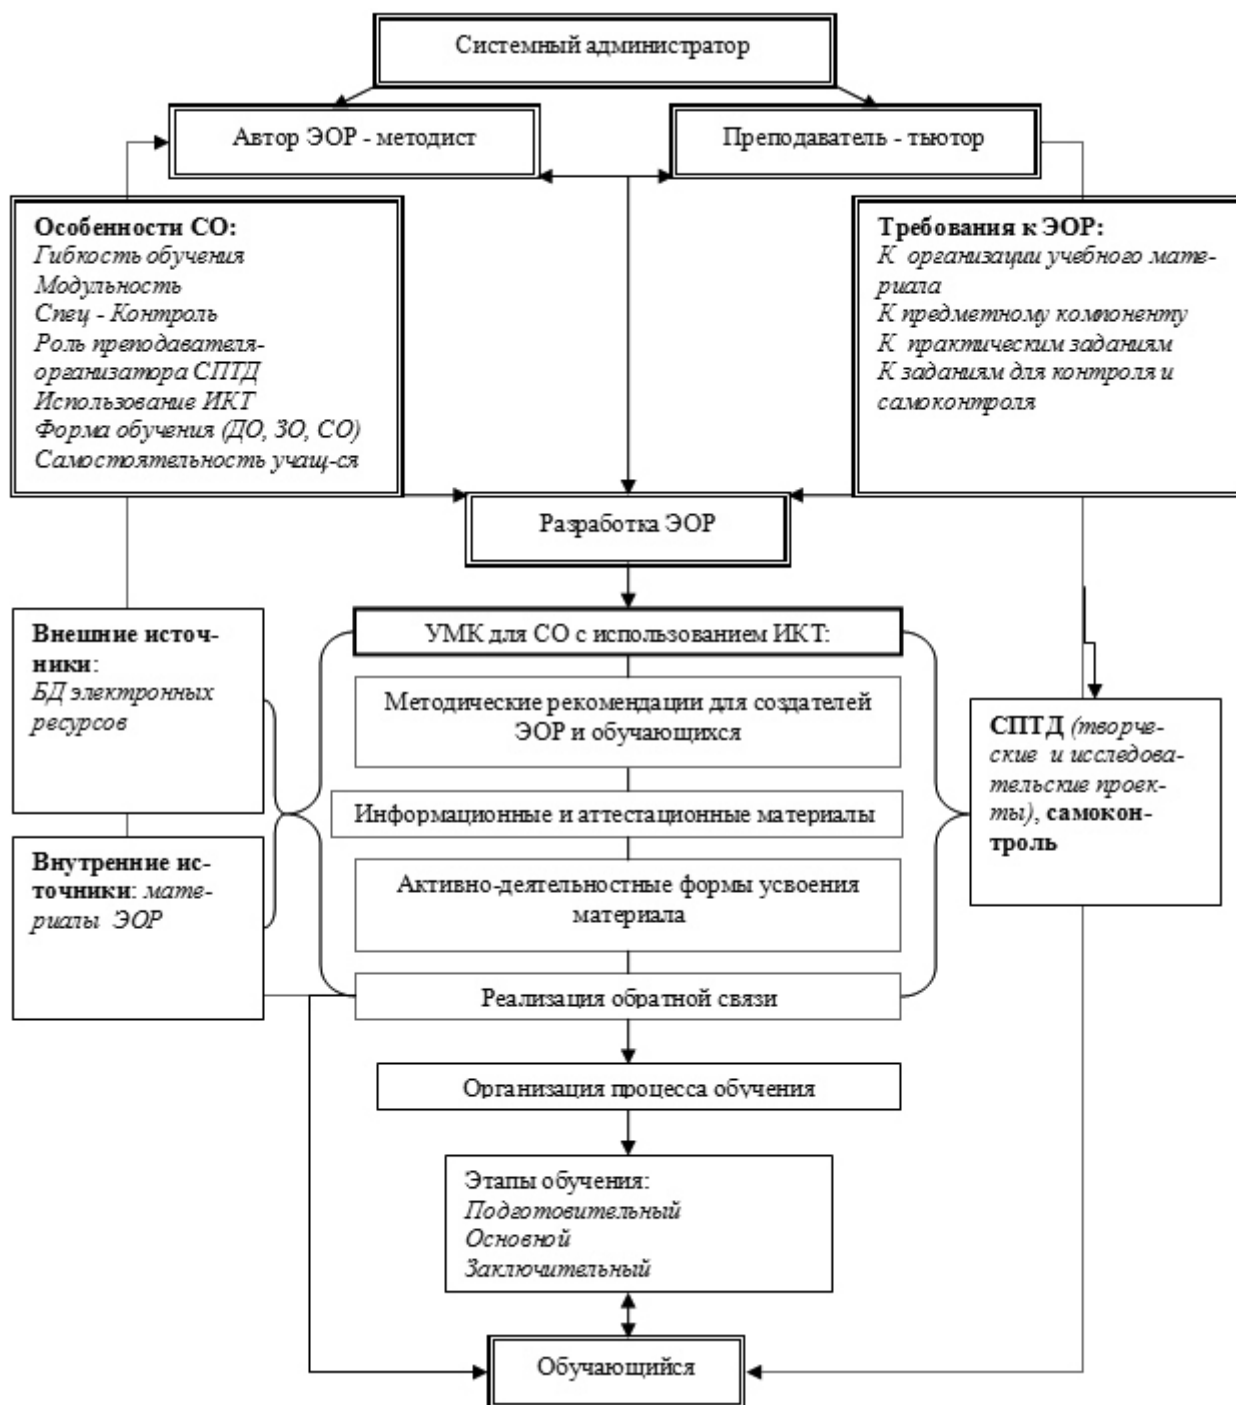 Системный администратор
Автор ЭОР - методист
Преподаватель - тьютор
Особенности СО:
Гибкость обучения
Модульность
Спец - Контроль
Роль преподавателя-
организатора СПТД
Использование ИКТ
Форма обучения (ДО, ЗО, СО)
Самостоятельность учащ-ся
Требования к ЭОР:
К организации учебного мате-
риала
К предметному компоненту
К практическим заданиям
К заданиям для контроля и
самоконтроля
Разработка ЭОР
Внешние источ-
ники:
БД электронных
ресурсов
Внутренние ис-
точники: мате-
риалы ЭОР
УМК для СО с использованием ИКТ:
Методические рекомендации для создателей
ЭОР и обучающихся
Информационные и аттестационные материалы
Активно-деятельностные формы усвоения
материала
Реализация обратной связи
СПТД (творче-
ские и исследова-
тельские проек-
ты), самокон-
троль
Организация процесса обучения
Этапы обучения:
Подготовительный
Основной
Заключительный
Обучающийся